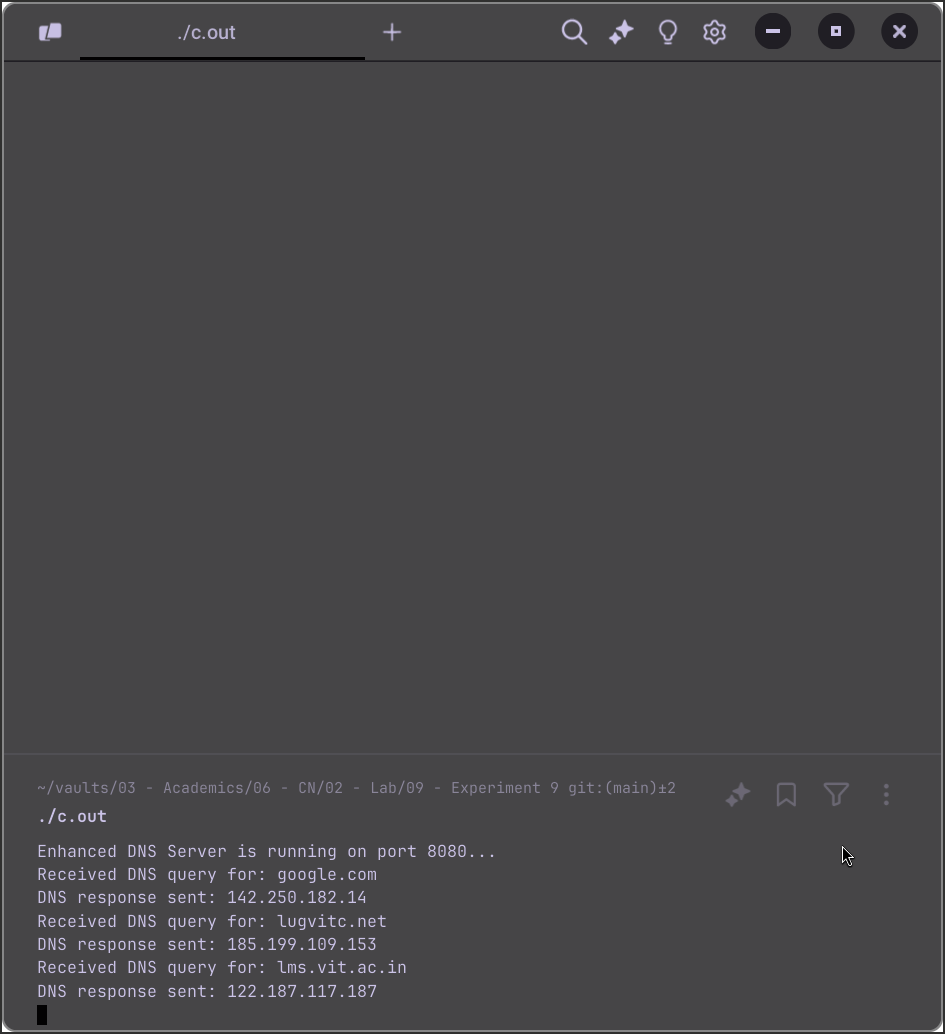 ./c.out
~/vaults/03 - Academics/06 - CN/02 - Lab/09 - Experiment 9 git:(main)±2
./c.out
Enhanced DNS Server is running on port 8080...
Received DNS query for: google.com
DNS response sent: 142.250.182.14
Received DNS query for: lugvitc.net
DNS response sent: 185.199.109.153
Received DNS query for: lms.vit.ac.in
DNS response sent: 122.187.117.187